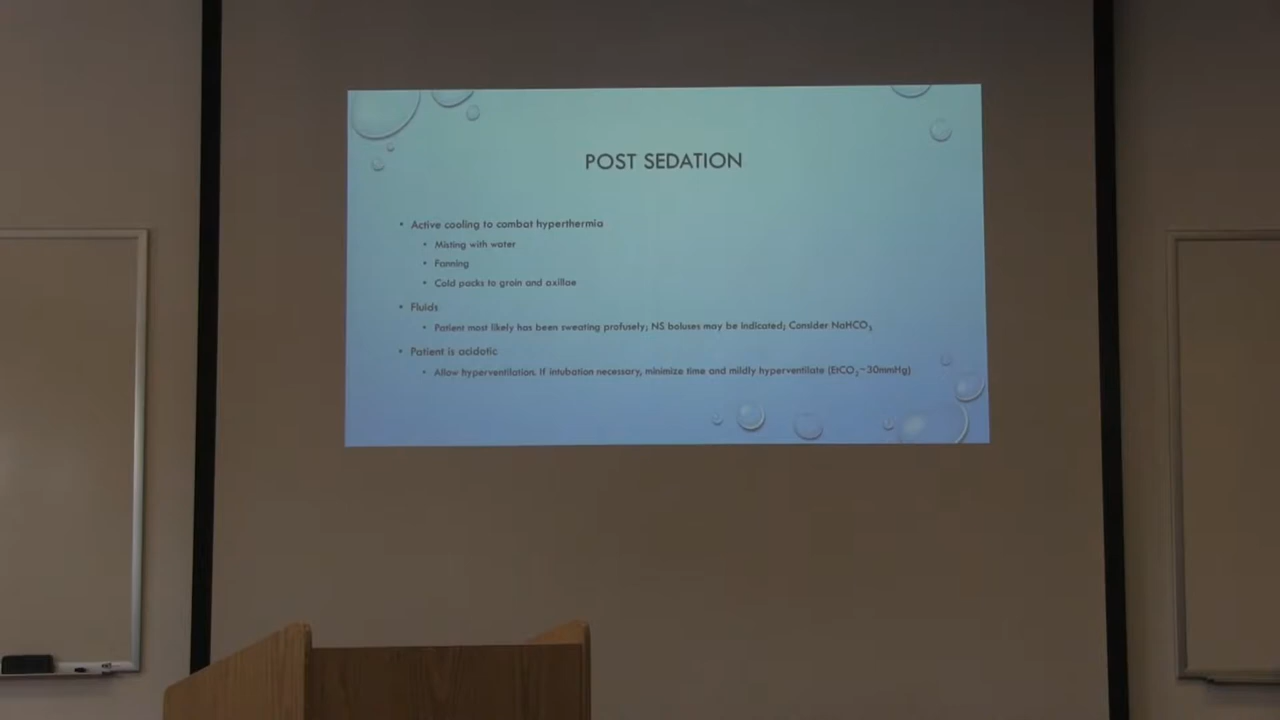 POST SEDATION
• Active cooling to combat hyperthermia
• Misting with water
• Fanning
• Cold packs to groin and axillae
• Fluids
• Patient most likely has been sweating profusely; NS boluses may be indicated; Consider NaHCO₃
• Patient is acidotic
• Allow hyperventilation. If intubation necessary, minimize time and mildly hyperventilate (EtCO₂~30mmHg)